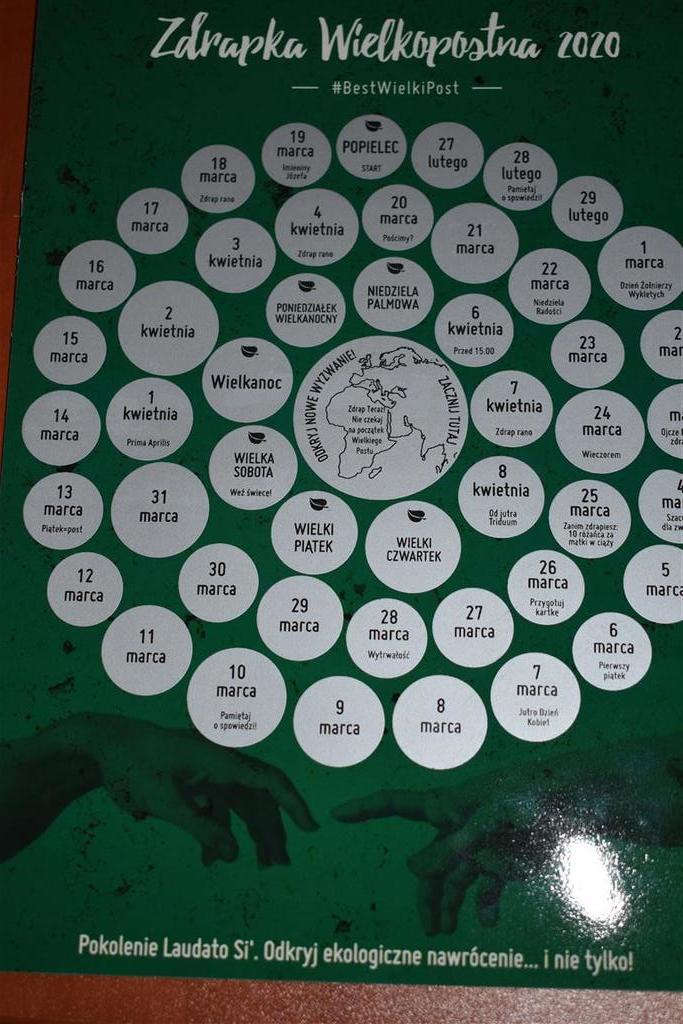 Zdrapka Wielkopostna 2020
#BestWielkiPost
POPIELEC
START
27
lutego
28
lutego
Pamiętaj
o spowiedzi!
29
lutego
1
marca
Dzień Żołnierzy
Wyklętych
2
5
marca
6
marca
Pierwszy
piątek
7
marca
Jutro Dzień
Kobiet
8
marca
9
marca
10
marca
Pamiętaj
o spowiedzi!
11
marca
12
marca
13
marca
Piątek=post
14
marca
15
marca
16
marca
17
marca
18
marca
Zdrap rano
19
marca
Imieniny
Józefa
20
marca
Pościmy?
21
marca
22
marca
Niedziela
Radości
23
marca
24
marca
Wieczorem
25
marca
Zanim zdrapiesz:
10 różańca za
matki w ciąży
26
marca
Przygotuj
kartkę
27
marca
28
marca
Wytrwałość
29
marca
30
marca
31
marca
1
kwietnia
Prima Aprilis
2
kwietnia
3
kwietnia
4
kwietnia
Zdrap rano
NIEDZIELA
PALMOWA
6
kwietnia
Przed 15.00
7
kwietnia
Zdrap rano
8
kwietnia
Od jutra
Triduum
WIELKI
CZWARTEK
WIELKI
PIĄTEK
WIELKA
SOBOTA
Weź świecę!
Wielkanoc
PONIEDZIAŁEK
WIELKANOCNY
ODKRYJ NOWE WYZWANIE!
ZACZNIJ TUTAJ
Zdrap Teraz!
Nie czekaj
na początek
Wielkiego
Postu
Pokolenie Laudato Si'. Odkryj ekologiczne nawrócenie... i nie tylko!